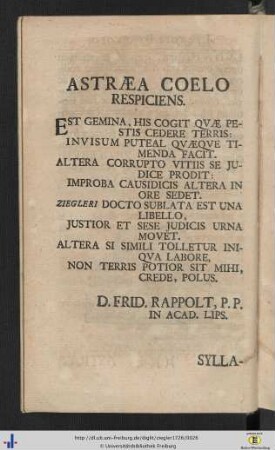 ASTRÆA COELO
RESPICIENS.
EST GEMINA, HIS COGIT QVÆ PE-
STIS CEDERE TERRIS:
INVISUM PUTEAL QVÆQVE TI-
MENDA FACIT.
ALTERA CORRUPTO VITIIS SE JU-
DICE PRODIT:
IMPROBA CAUSIDICIS ALTERA IN
ORE SEDET.
ZIEGLERI DOCTO SUBLATA EST UNA
LIBELLO,
JUSTIOR ET SESE JUDICIS URNA
MOVET.
ALTERA SI SIMILI TOLLETUR INI-
QVA LABORE,
NON TERRIS POTIOR SIT MIHI,
CREDE, POLUS.
D. FRID. RAPPOLT, P. P.
IN ACAD. LIPS.
SYLLA-
http://dl.ub.uni-freiburg.de/diglit/ziegler1726/0026
© Universitätsbibliothek Freiburg